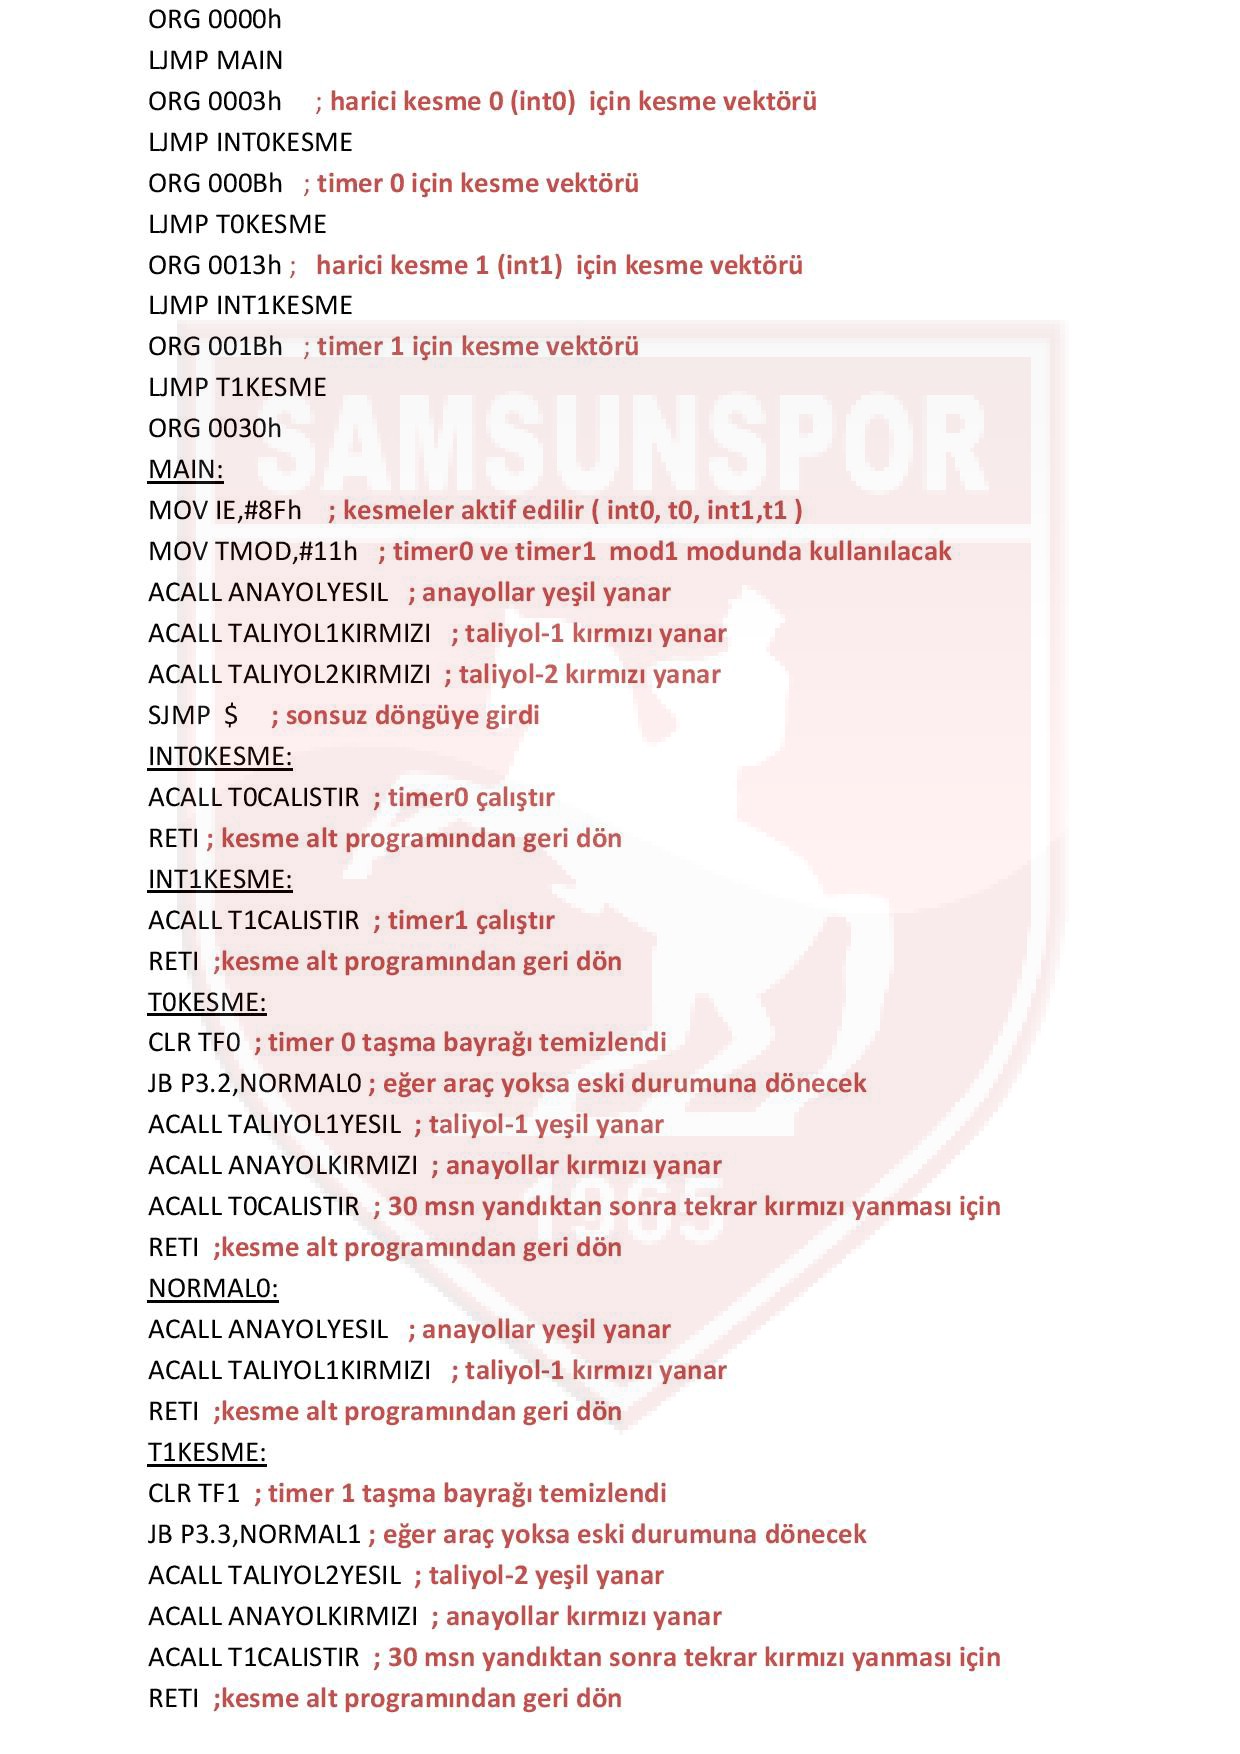 ORG 0000h
LJMP MAIN
ORG 0003h ; harici kesme 0 (int0) için kesme vektörü
LJMP INT0KESME
ORG 000Bh ; timer 0 için kesme vektörü
LJMP T0KESME
ORG 0013h ; harici kesme 1 (int1) için kesme vektörü
LJMP INT1KESME
ORG 001Bh ; timer 1 için kesme vektörü
LJMP T1KESME
ORG 0030h
SAMSUNSPOR
MAIN:
MOV IE,#8Fh ; kesmeler aktif edilir ( int0, t0, int1,t1 )
MOV TMOD,#11h ; timer0 ve timer1 mod1 modunda kullanılacak
ACALL ANAYOLYESIL ; anayollar yeşil yanar
ACALL TALIYOL1KIRMIZI ; taliyol-1 kırmızı yanar
ACALL TALIYOL2KIRMIZI ; taliyol-2 kırmızı yanar
SJMP $ ; sonsuz döngüye girdi
INT0KESME:
ACALL T0CALISTIR ; timer0 çalıştır
RETI ; kesme alt programından geri dön
INT1KESME:
ACALL T1CALISTIR ; timer1 çalıştır
RETI ;kesme alt programından geri dön
T0KESME:
CLR TF0 ; timer 0 taşma bayrağı temizlendi
JB P3.2,NORMAL0 ; eğer araç yoksa eski durumuna dönecek
ACALL TALIYOL1YESIL ; taliyol-1 yeşil yanar
ACALL ANAYOLKIRMIZI ; anayollar kırmızı yanar
ACALL T0CALISTIR ; 30 msn yandıktan sonra tekrar kırmızı yanması için
1965
RETI ;kesme alt programından geri dön
NORMAL0:
ACALL ANAYOLYESIL ; anayollar yeşil yanar
ACALL TALIYOL1KIRMIZI ; taliyol-1 kırmızı yanar
RETI ;kesme alt programından geri dön
T1KESME:
CLR TF1 ; timer 1 taşma bayrağı temizlendi
JB P3.3,NORMAL1 ; eğer araç yoksa eski durumuna dönecek
ACALL TALIYOL2YESIL ; taliyol-2 yeşil yanar
ACALL ANAYOLKIRMIZI ; anayollar kırmızı yanar
ACALL T1CALISTIR ; 30 msn yandıktan sonra tekrar kırmızı yanması için
RETI ;kesme alt programından geri dön